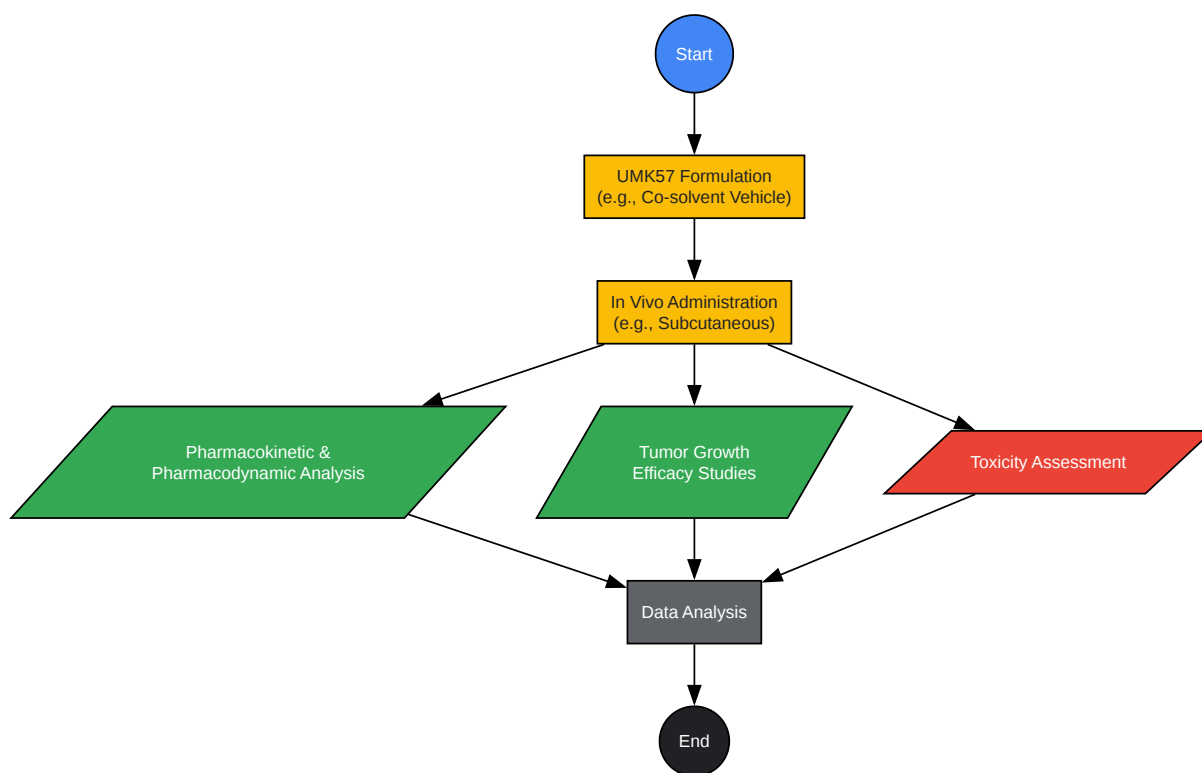 Start
UMK57 Formulation
(e.g., Co-solvent Vehicle)
In Vivo Administration
(e.g., Subcutaneous)
Pharmacokinetic &
Pharmacodynamic Analysis
Tumor Growth
Efficacy Studies
Toxicity Assessment
Data Analysis
End